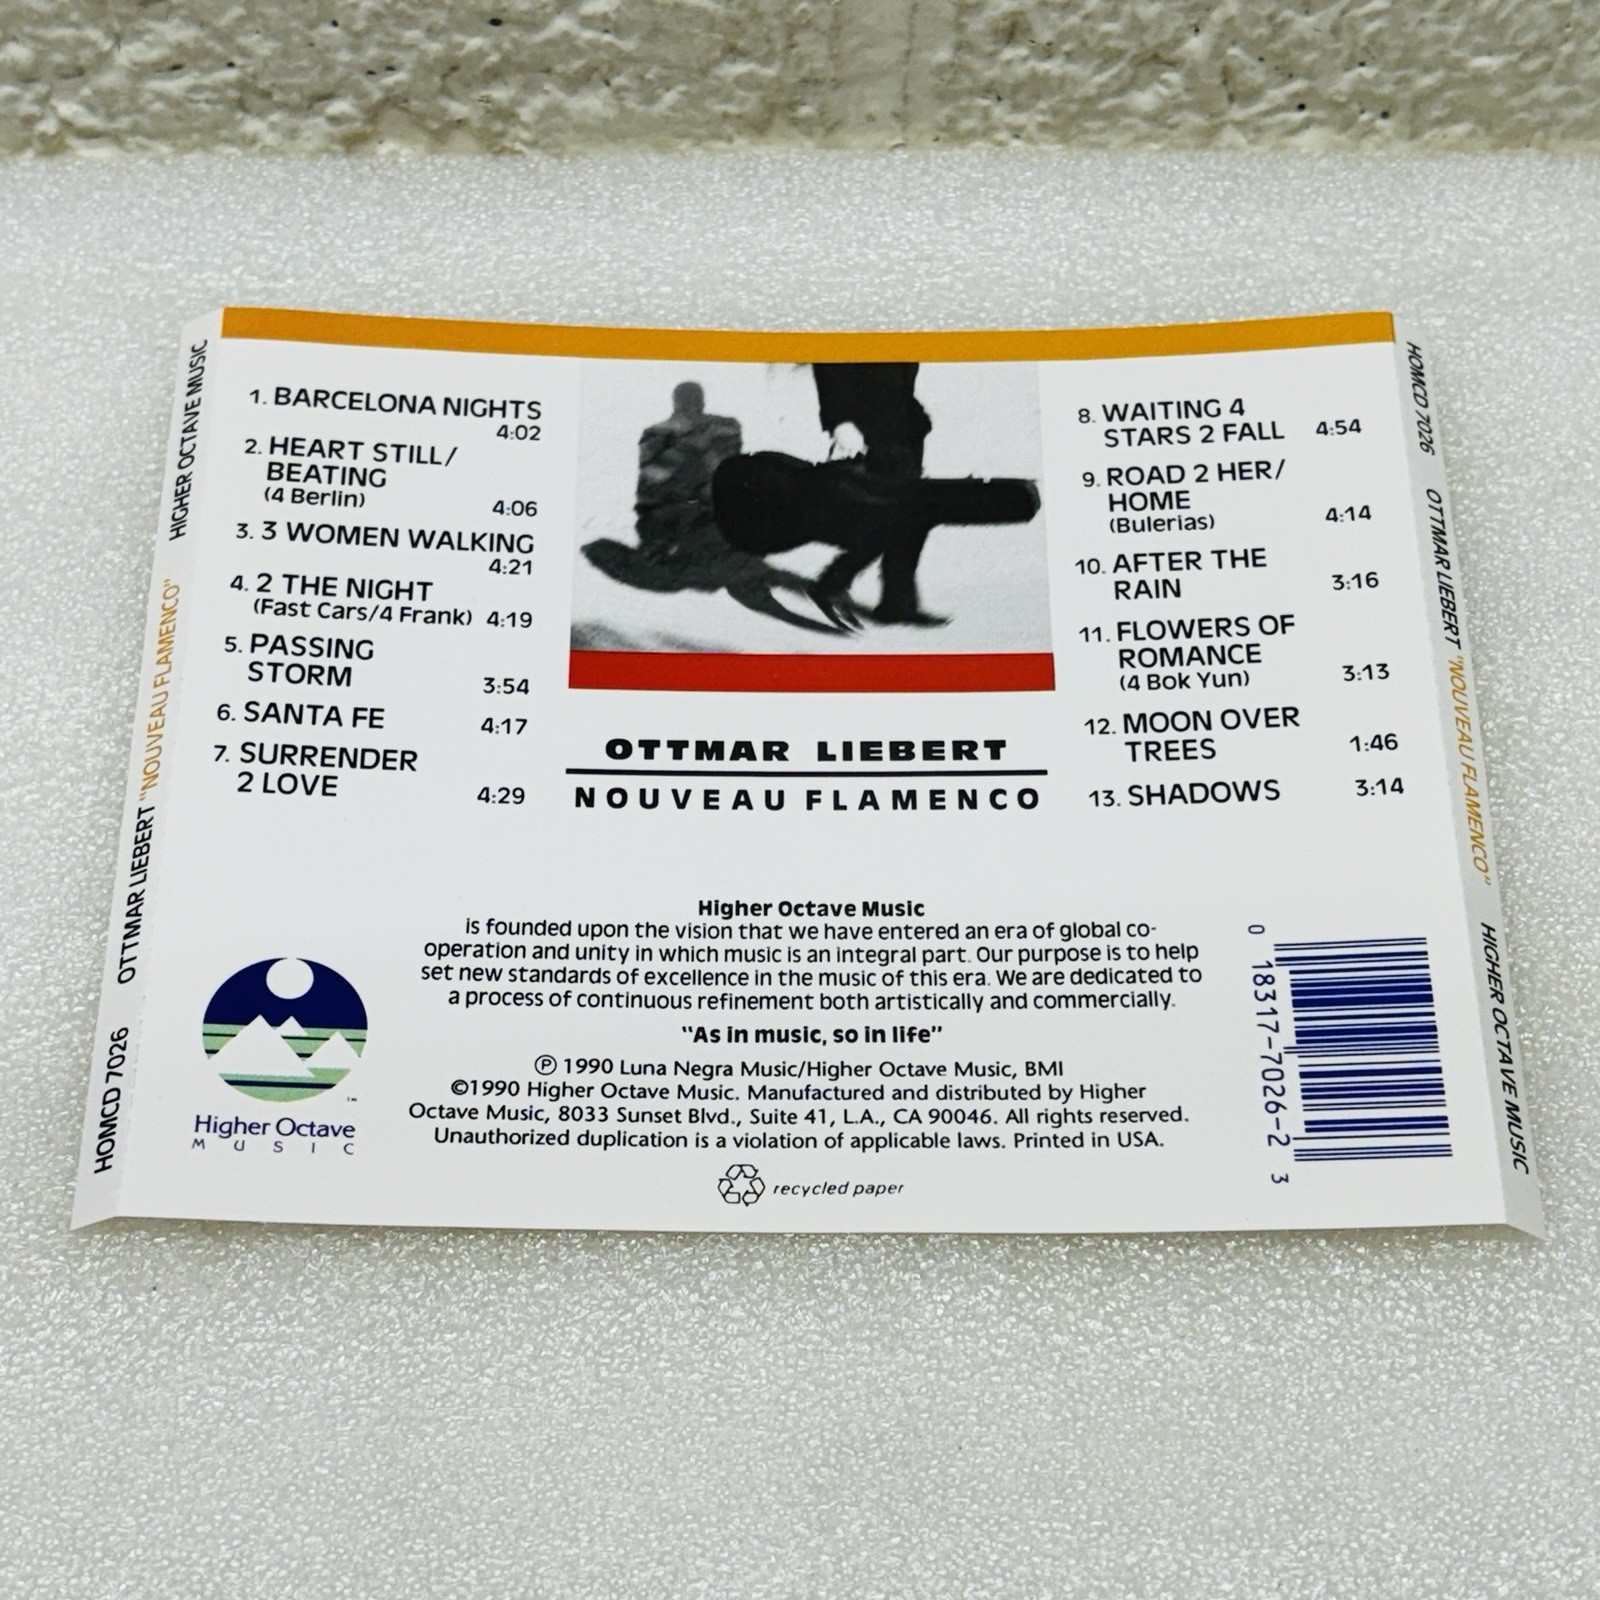 HIGHER OCTAVE MUSIC
OTTMAR LIEBERT "NOUVEAU FLAMENCO"
HOMCD 7026
1. BARCELONA NIGHTS
4:02
2. HEART STILL/
BEATING
(4 Berlin) 4:06
3. 3 WOMEN WALKING
4:21
4. 2 THE NIGHT
(Fast Cars/4 Frank) 4:19
5. PASSING
STORM 3:54
6. SANTA FE 4:17
7. SURRENDER
2 LOVE 4:29
OTTMAR LIEBERT
NOUVEAU FLAMENCO
8. WAITING 4
STARS 2 FALL 4:54
9. ROAD 2 HER/
HOME
(Bulerias) 4:14
10. AFTER THE
RAIN 3:16
11. FLOWERS OF
ROMANCE
(4 Bok Yun) 3:13
12. MOON OVER
TREES 1:46
13. SHADOWS 3:14
Higher Octave Music
is founded upon the vision that we have entered an era of global co-
operation and unity in which music is an integral part. Our purpose is to help
set new standards of excellence in the music of this era. We are dedicated to
a process of continuous refinement both artistically and commercially.
"As in music, so in life"
℗ 1990 Luna Negra Music/Higher Octave Music, BMI
©1990 Higher Octave Music. Manufactured and distributed by Higher
Octave Music, 8033 Sunset Blvd., Suite 41, L.A., CA 90046. All rights reserved.
Unauthorized duplication is a violation of applicable laws. Printed in USA.
recycled paper
Higher Octave
MUSIC
™
0 18317-7026-2 3
HOMCD 7026
OTTMAR LIEBERT "NOUVEAU FLAMENCO"
HIGHER OCTAVE MUSIC